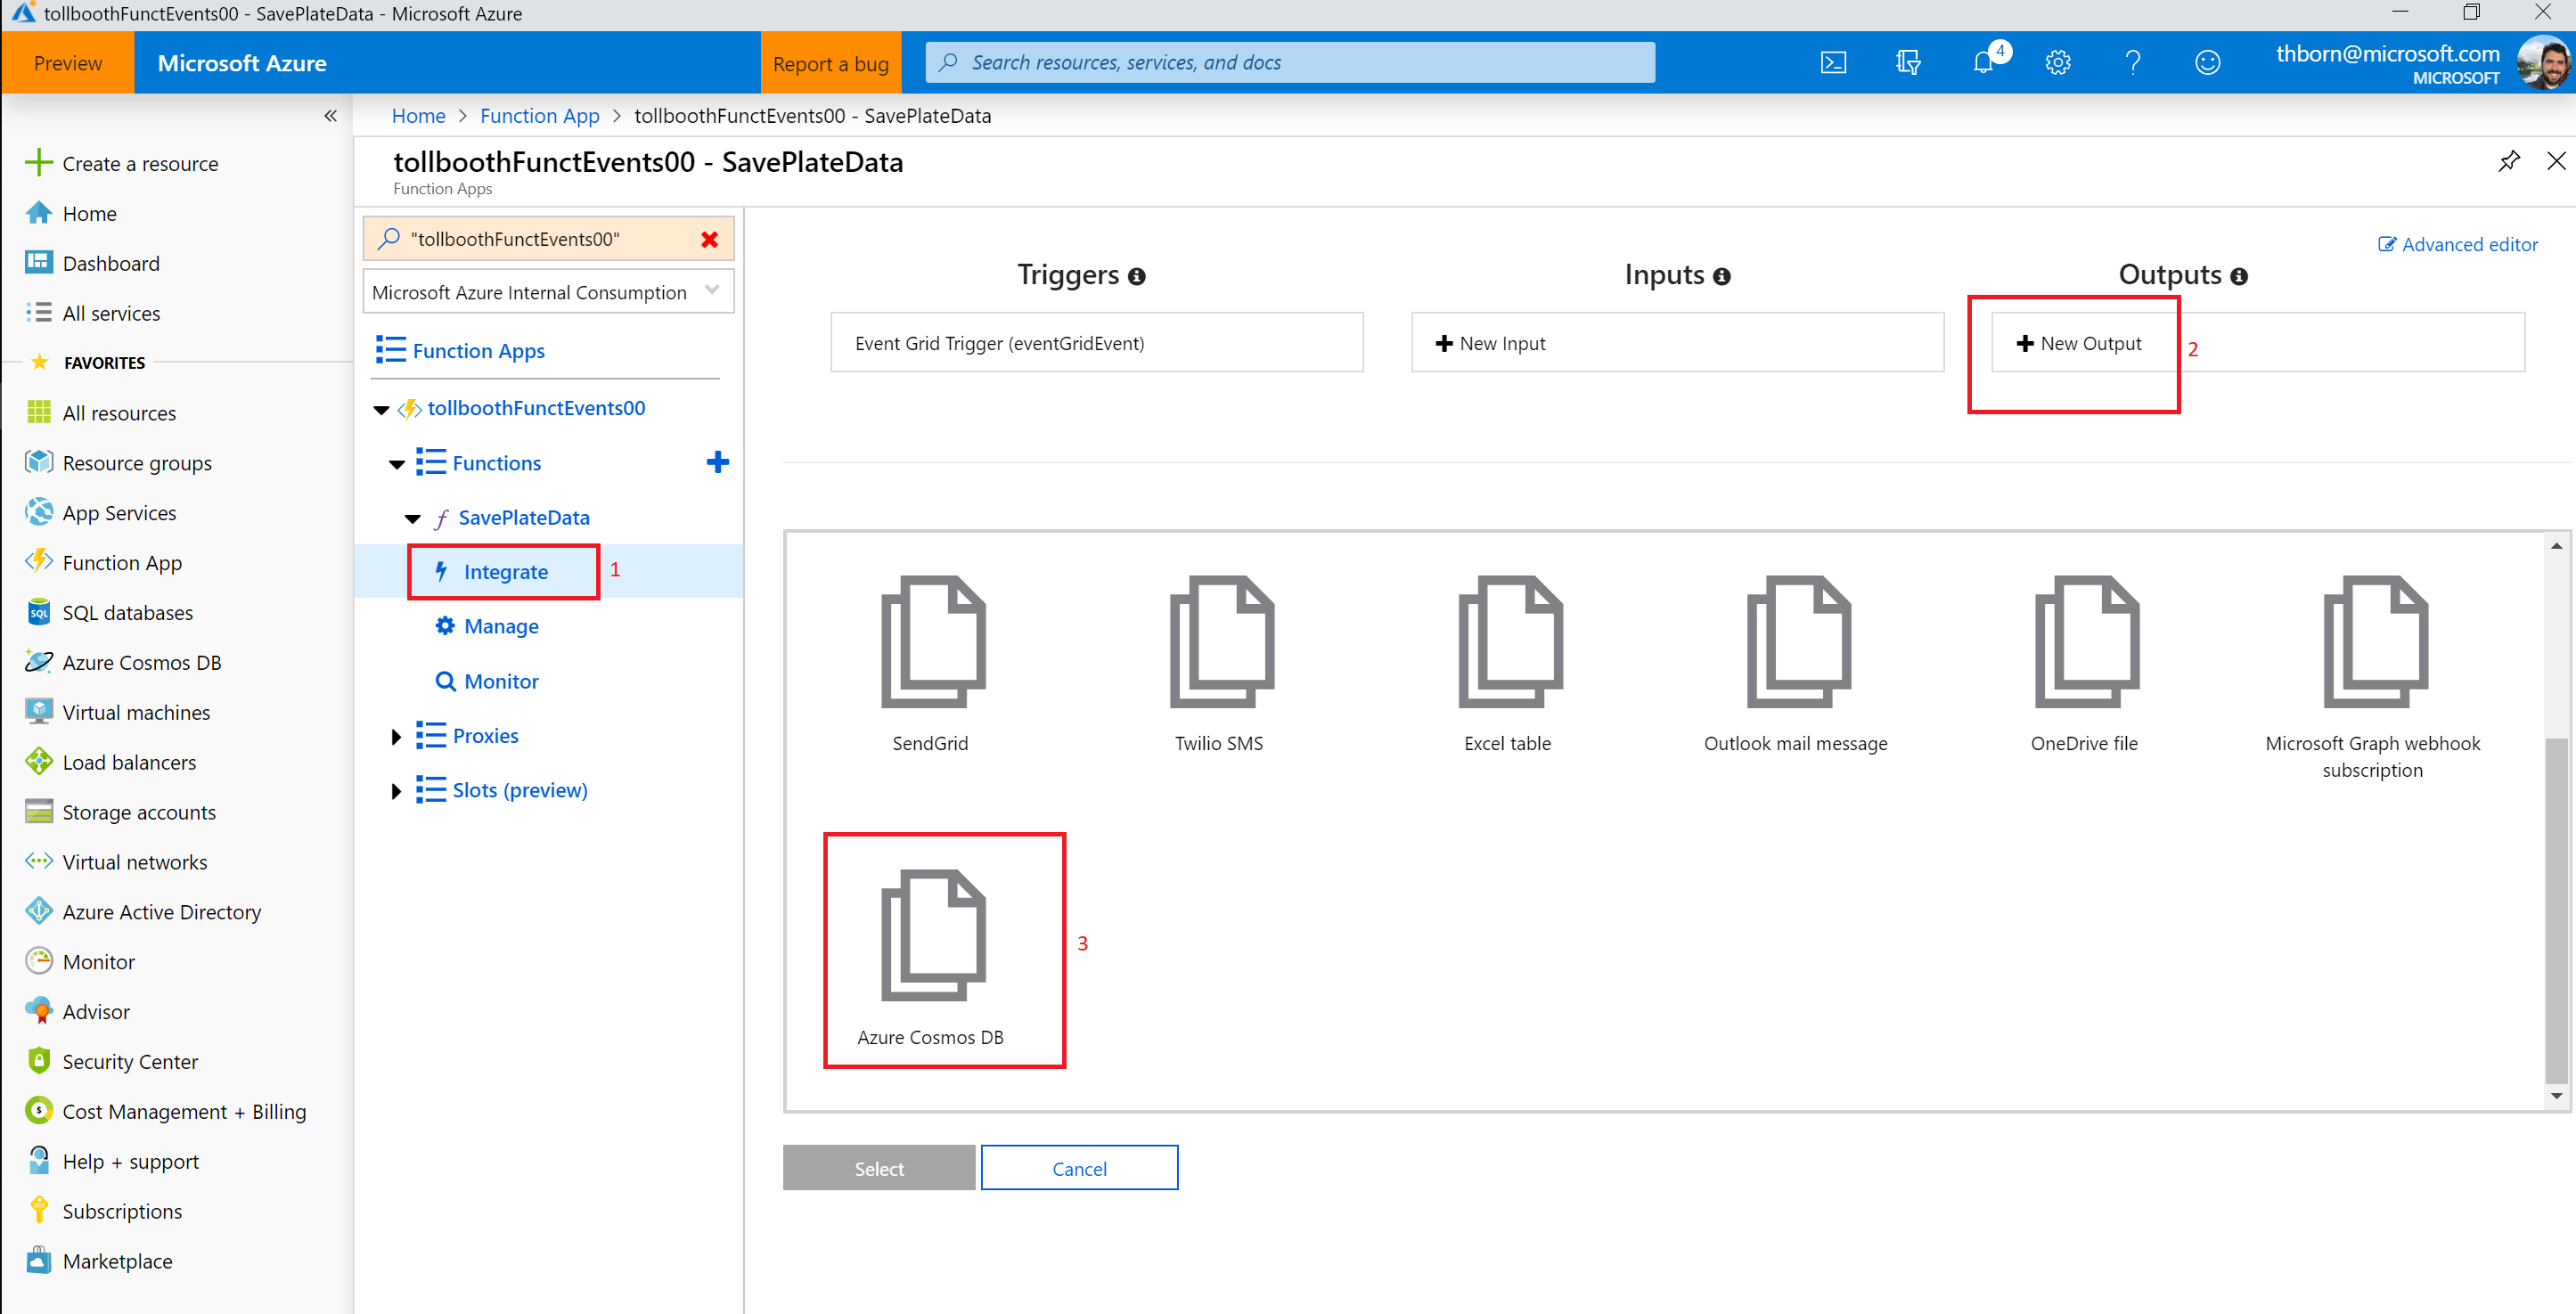 tollboothFunctEvents00 - SavePlateData - Microsoft Azure
Preview
Microsoft Azure
Report a bug
Search resources, services, and docs
4
thborn@microsoft.com
MICROSOFT
Home > Function App > tollboothFunctEvents00 - SavePlateData
tollboothFunctEvents00 - SavePlateData
Function Apps
Create a resource
Home
Dashboard
All services
FAVORITES
All resources
Resource groups
App Services
Function App
SQL databases
Azure Cosmos DB
Virtual machines
Load balancers
Storage accounts
Virtual networks
Azure Active Directory
Monitor
Advisor
Security Center
Cost Management + Billing
Help + support
Subscriptions
Marketplace
"tollboothFunctEvents00"
Microsoft Azure Internal Consumption
Function Apps
tollboothFunctEvents00
Functions
SavePlateData
Integrate
1
Manage
Monitor
Proxies
Slots (preview)
Advanced editor
Triggers
Inputs
Outputs
Event Grid Trigger (eventGridEvent)
New Input
New Output
2
SendGrid
Twilio SMS
Excel table
Outlook mail message
OneDrive file
Microsoft Graph webhook
subscription
Azure Cosmos DB
3
Select
Cancel